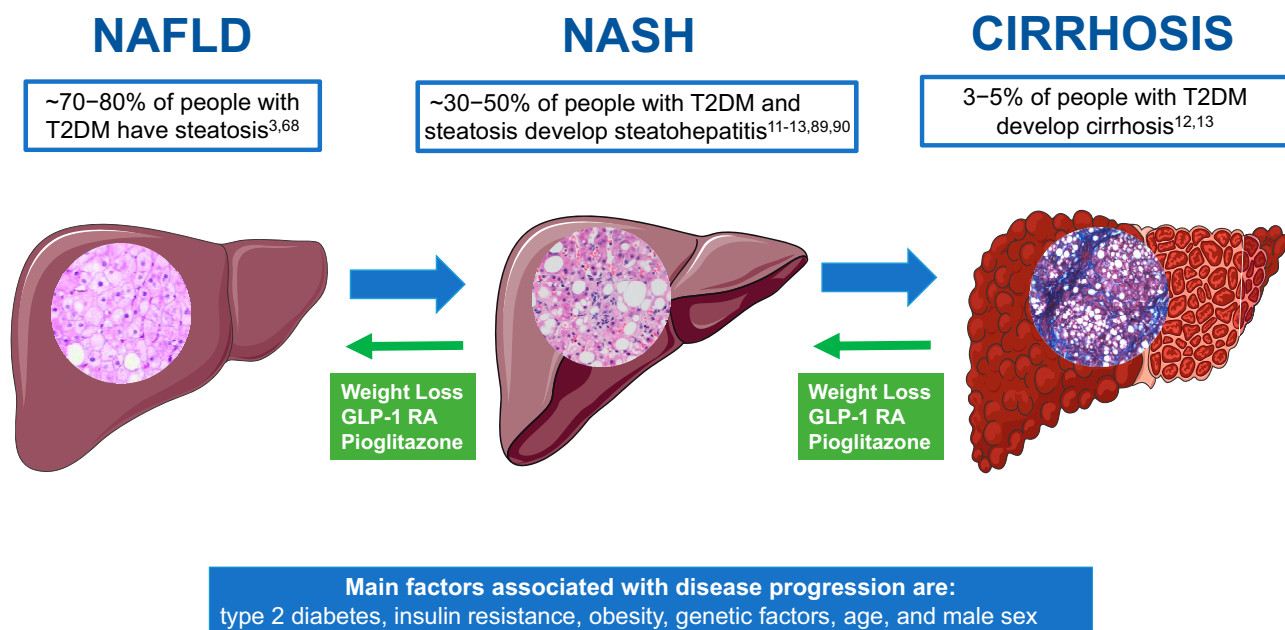 NAFLD
~70−80% of people with
T2DM have steatosis3,68
NASH
~30−50% of people with T2DM and
steatosis develop steatohepatitis11-13,89,90
CIRRHOSIS
3−5% of people with T2DM
develop cirrhosis12,13
Weight Loss
GLP-1 RA
Pioglitazone
Weight Loss
GLP-1 RA
Pioglitazone
Main factors associated with disease progression are:
type 2 diabetes, insulin resistance, obesity, genetic factors, age, and male sex